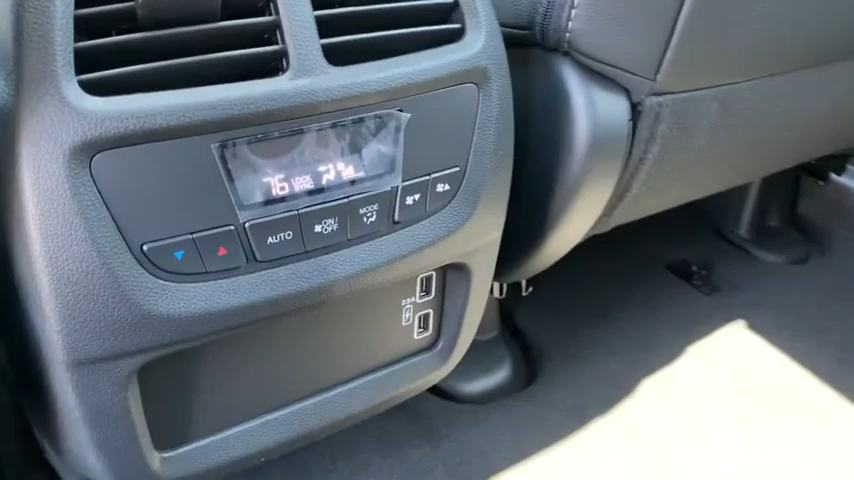 76 LOCK
SYNC
AUTO
ON/
OFF
MODE
2.5A